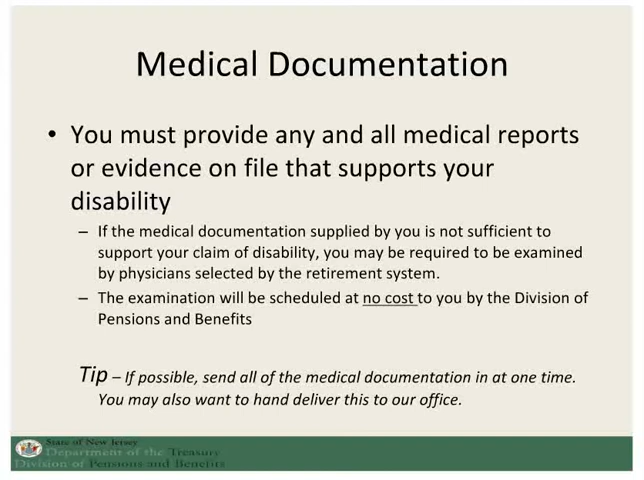 Medical Documentation
• You must provide any and all medical reports
or evidence on file that supports your
disability
– If the medical documentation supplied by you is not sufficient to
support your claim of disability, you may be required to be examined
by physicians selected by the retirement system.
– The examination will be scheduled at no cost to you by the Division of
Pensions and Benefits
Tip – If possible, send all of the medical documentation in at one time.
You may also want to hand deliver this to our office.
State of New Jersey
Department of the Treasury
Division of Pensions and Benefits